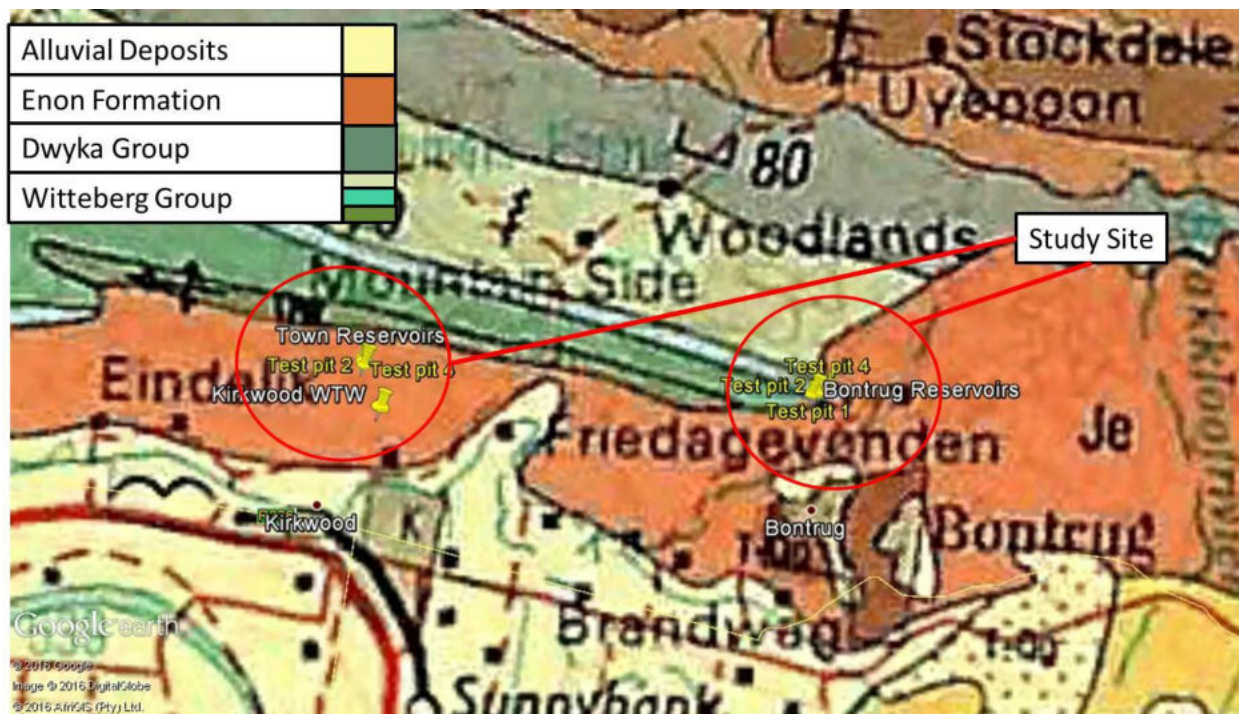 Alluvial Deposits
Enon Formation
Dwyka Group
Witteberg Group
Stockdale
80
Woodlands
Study Site
Mountain Side
Town Reservoirs
Test pit 2
Test pit 4
Kirkwood WTW
Test pit 4
Test pit 2
Bontrug Reservoirs
Test pit 1
Friedagevenden
Je
Kirkwood
K
Bontrug
Bontrug
Brandwag
Sunnybank
Google earth
© 2016 Google
Image © 2016 DigitalGlobe
© 2016 AfriGIS (Pty) Ltd.